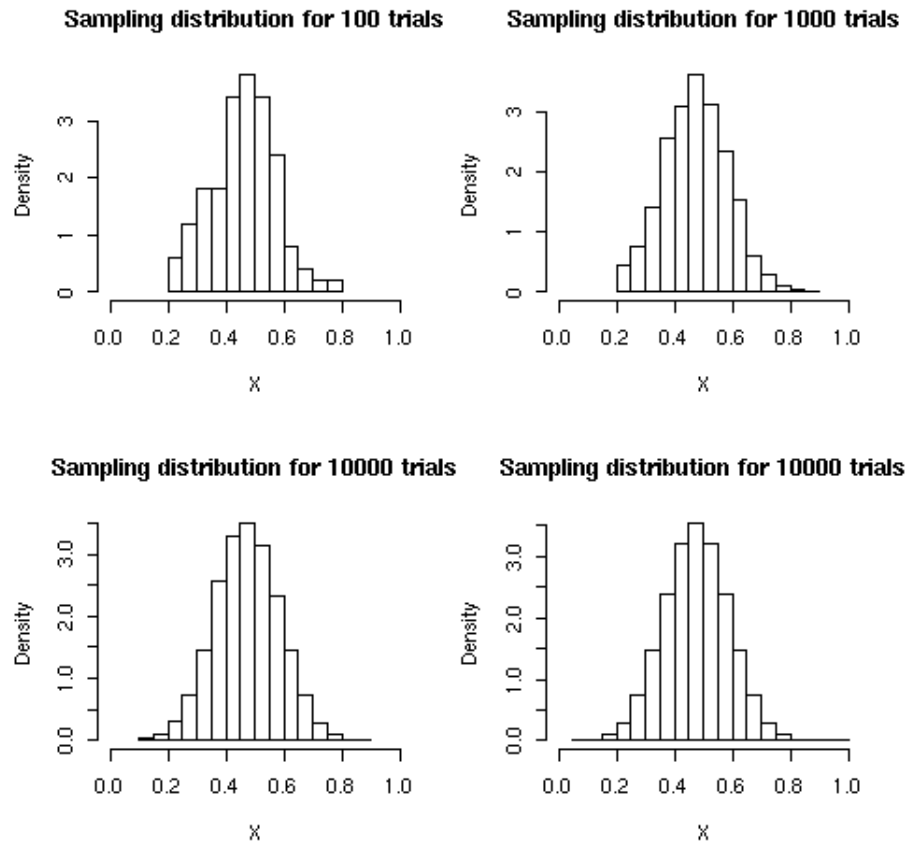 Sampling distribution for 100 trials
Density
0 1 2 3
0.0 0.2 0.4 0.6 0.8 1.0
X
Sampling distribution for 1000 trials
Density
0 1 2 3
0.0 0.2 0.4 0.6 0.8 1.0
X
Sampling distribution for 10000 trials
Density
0.0 1.0 2.0 3.0
0.0 0.2 0.4 0.6 0.8 1.0
X
Sampling distribution for 10000 trials
Density
0.0 1.0 2.0 3.0
0.0 0.2 0.4 0.6 0.8 1.0
X